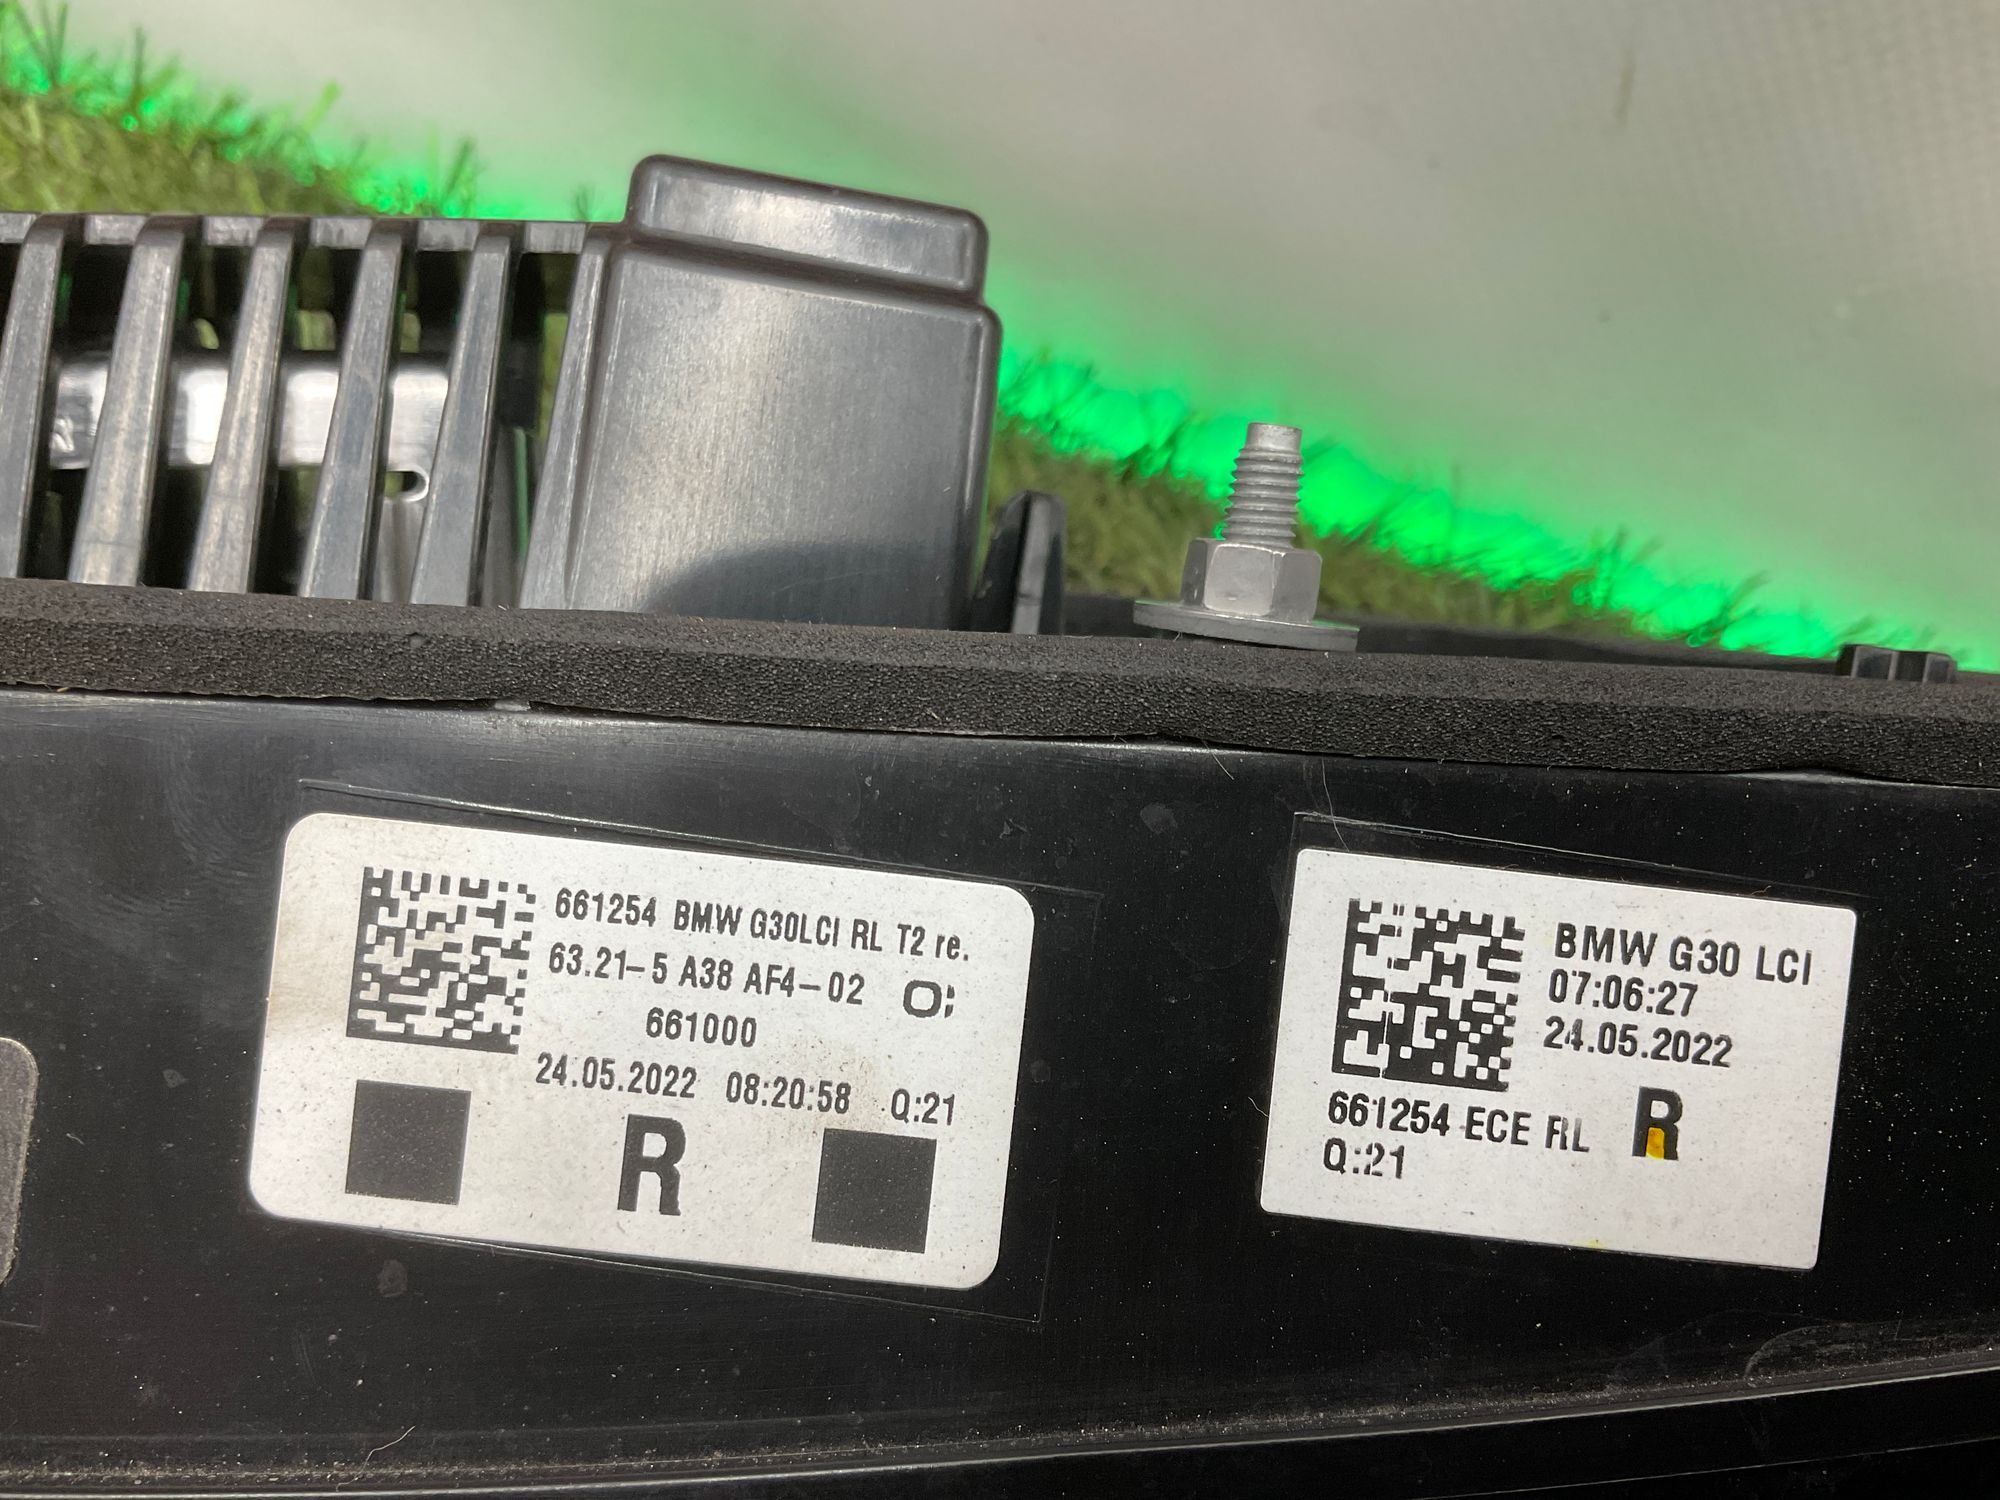 661254 BMW G30LCI RL T2 re.
63.21-5 A38 AF4-02
661000
24.05.2022 08:20:58 Q:21
R
BMW G30 LCI
07:06:27
24.05.2022
661254 ECE RL R
Q:21